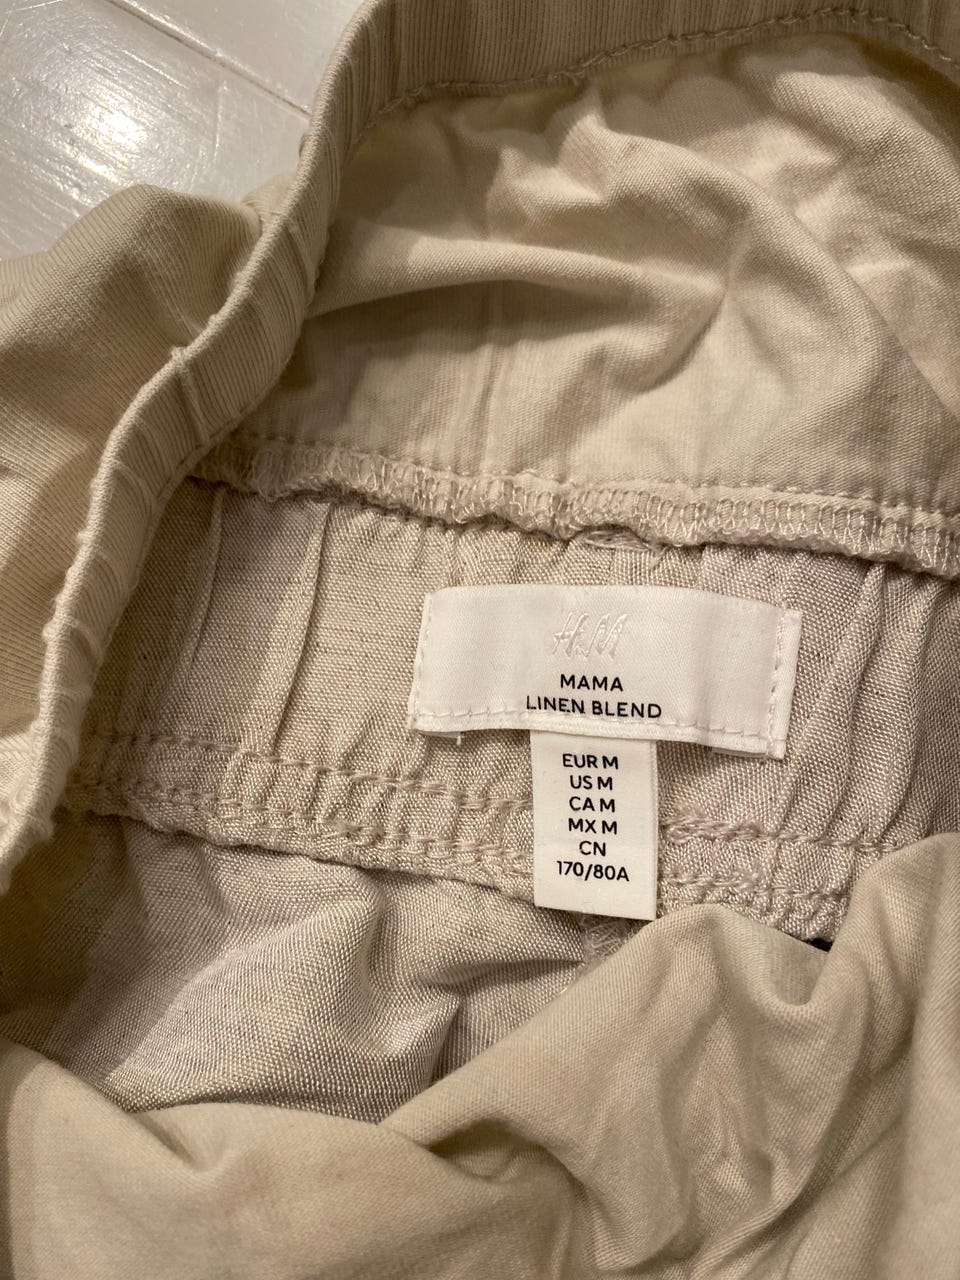 H&M
MAMA
LINEN BLEND
EUR M
US M
CA M
MX M
CN
170/80A